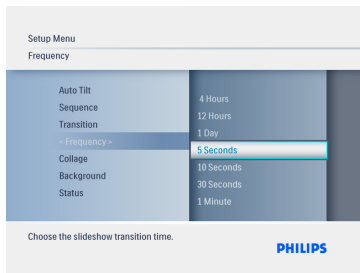 Setup Menu
Frequency
Auto Tilt
Sequence
Transition
< Frequency >
Collage
Background
Status
4 Hours
12 Hours
1 Day
5 Seconds
10 Seconds
30 Seconds
1 Minute
Choose the slideshow transition time.
PHILIPS